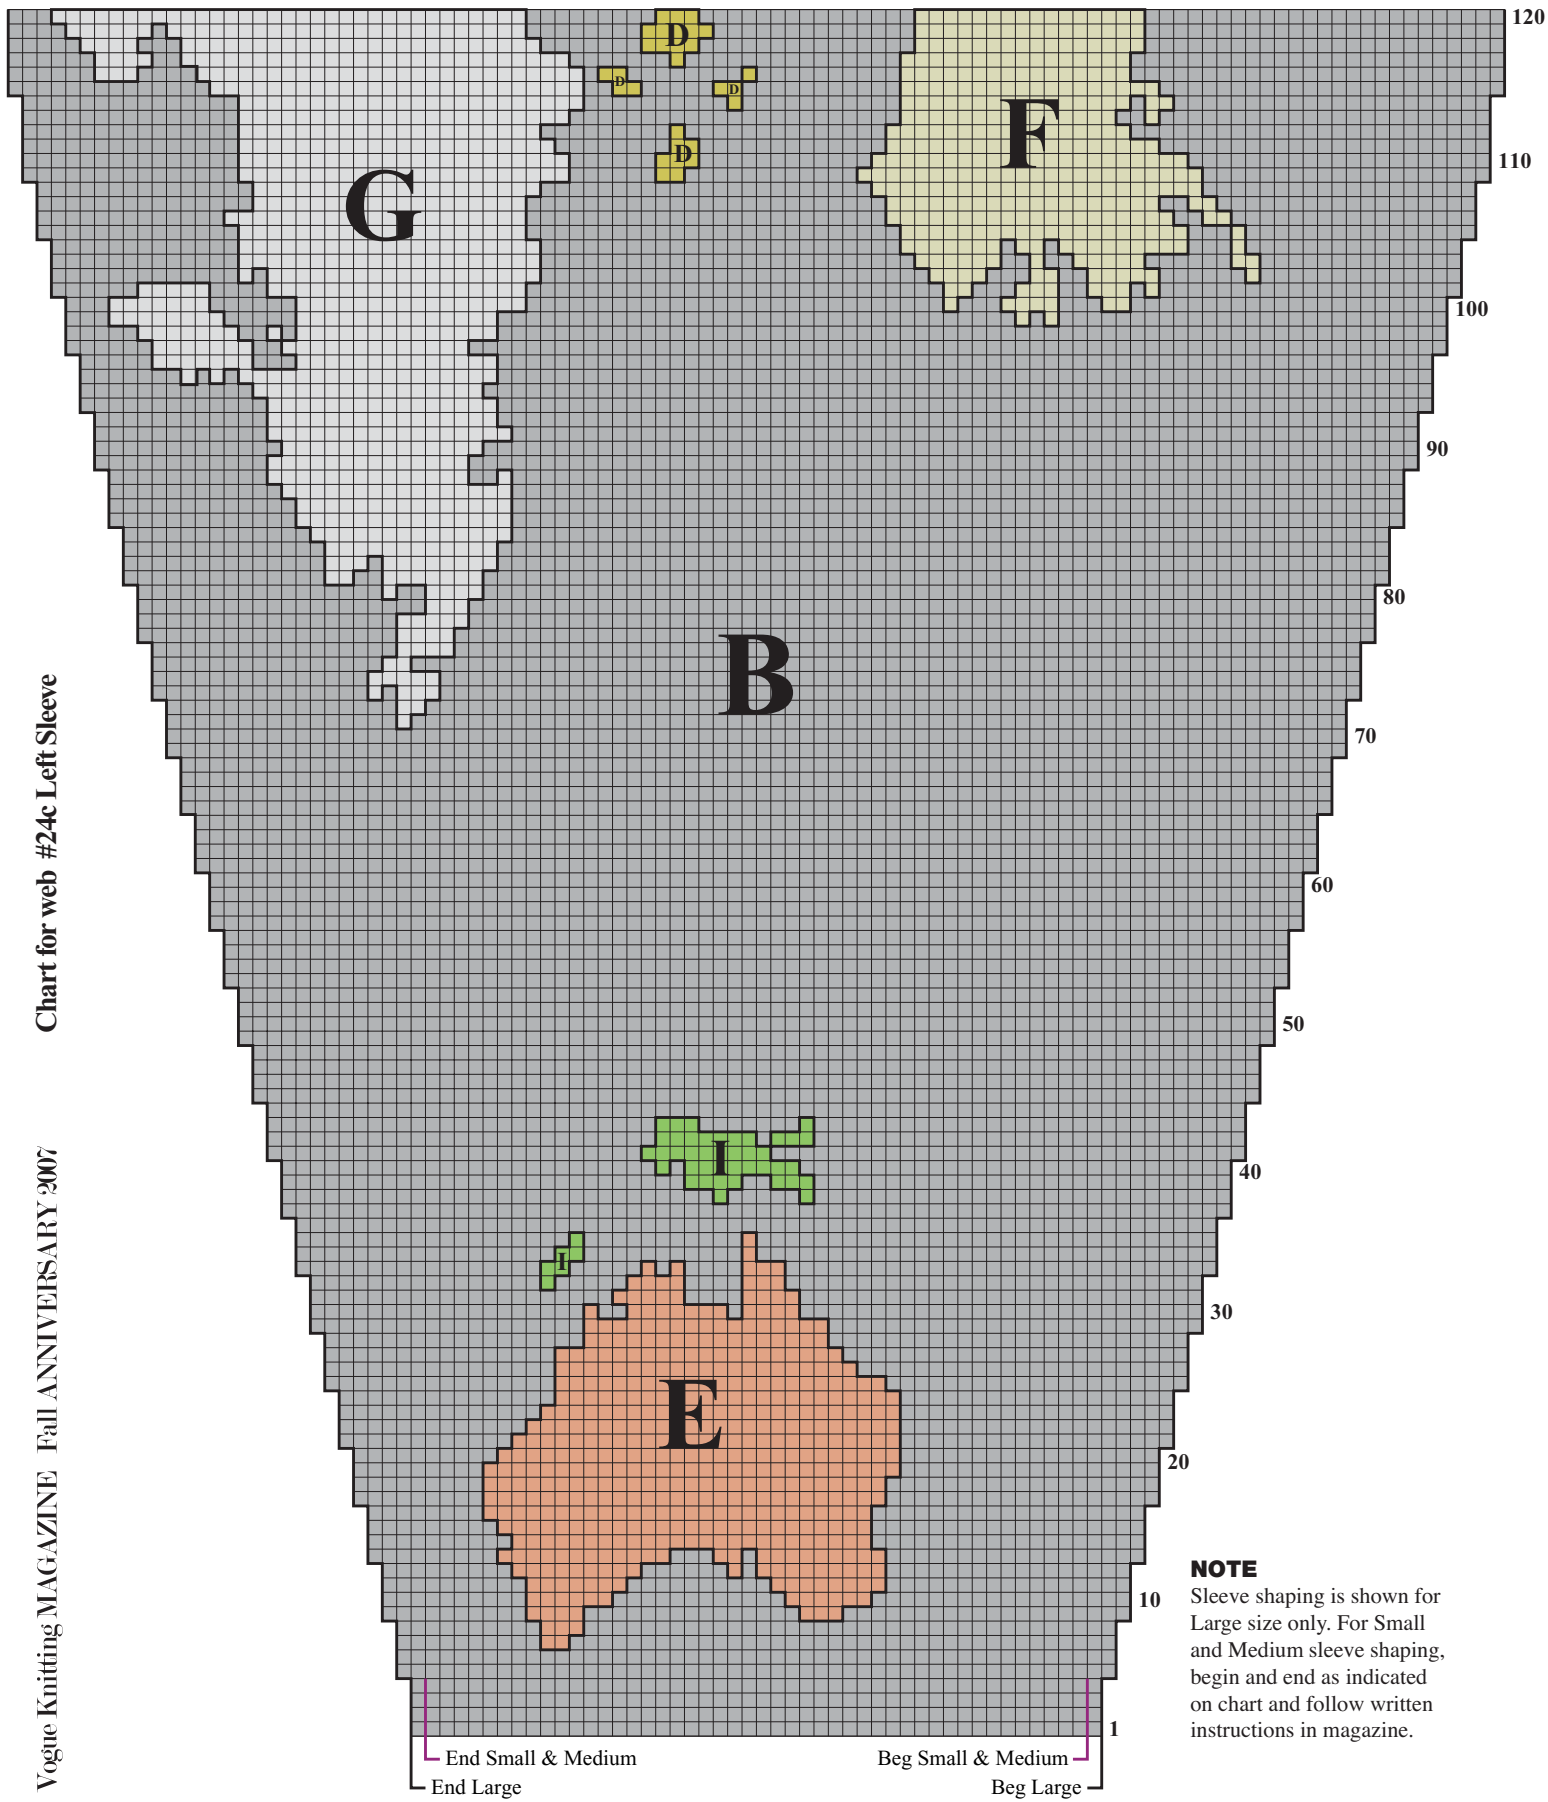 120
D
D
D
F
110
D
G
100
90
80
B
70
Chart for web #24c Left Sleeve
60
50
I
40
Vogue Knitting MAGAZINE Fall ANNIVERSARY 2007
I
30
E
20
10
NOTE
Sleeve shaping is shown for
Large size only. For Small
and Medium sleeve shaping,
begin and end as indicated
on chart and follow written
instructions in magazine.
1
End Small & Medium
Beg Small & Medium
End Large
Beg Large